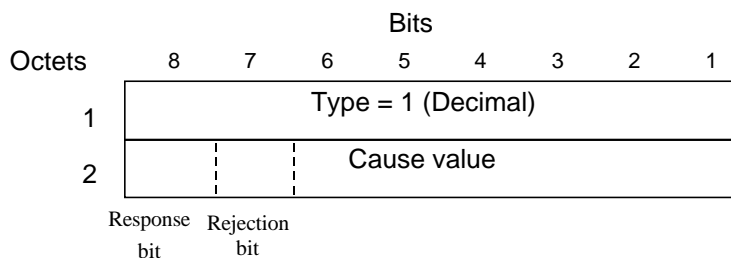 Bits
Octets 8 7 6 5 4 3 2 1
1 Type = 1 (Decimal)
2 Cause value
Response Rejection
bit bit